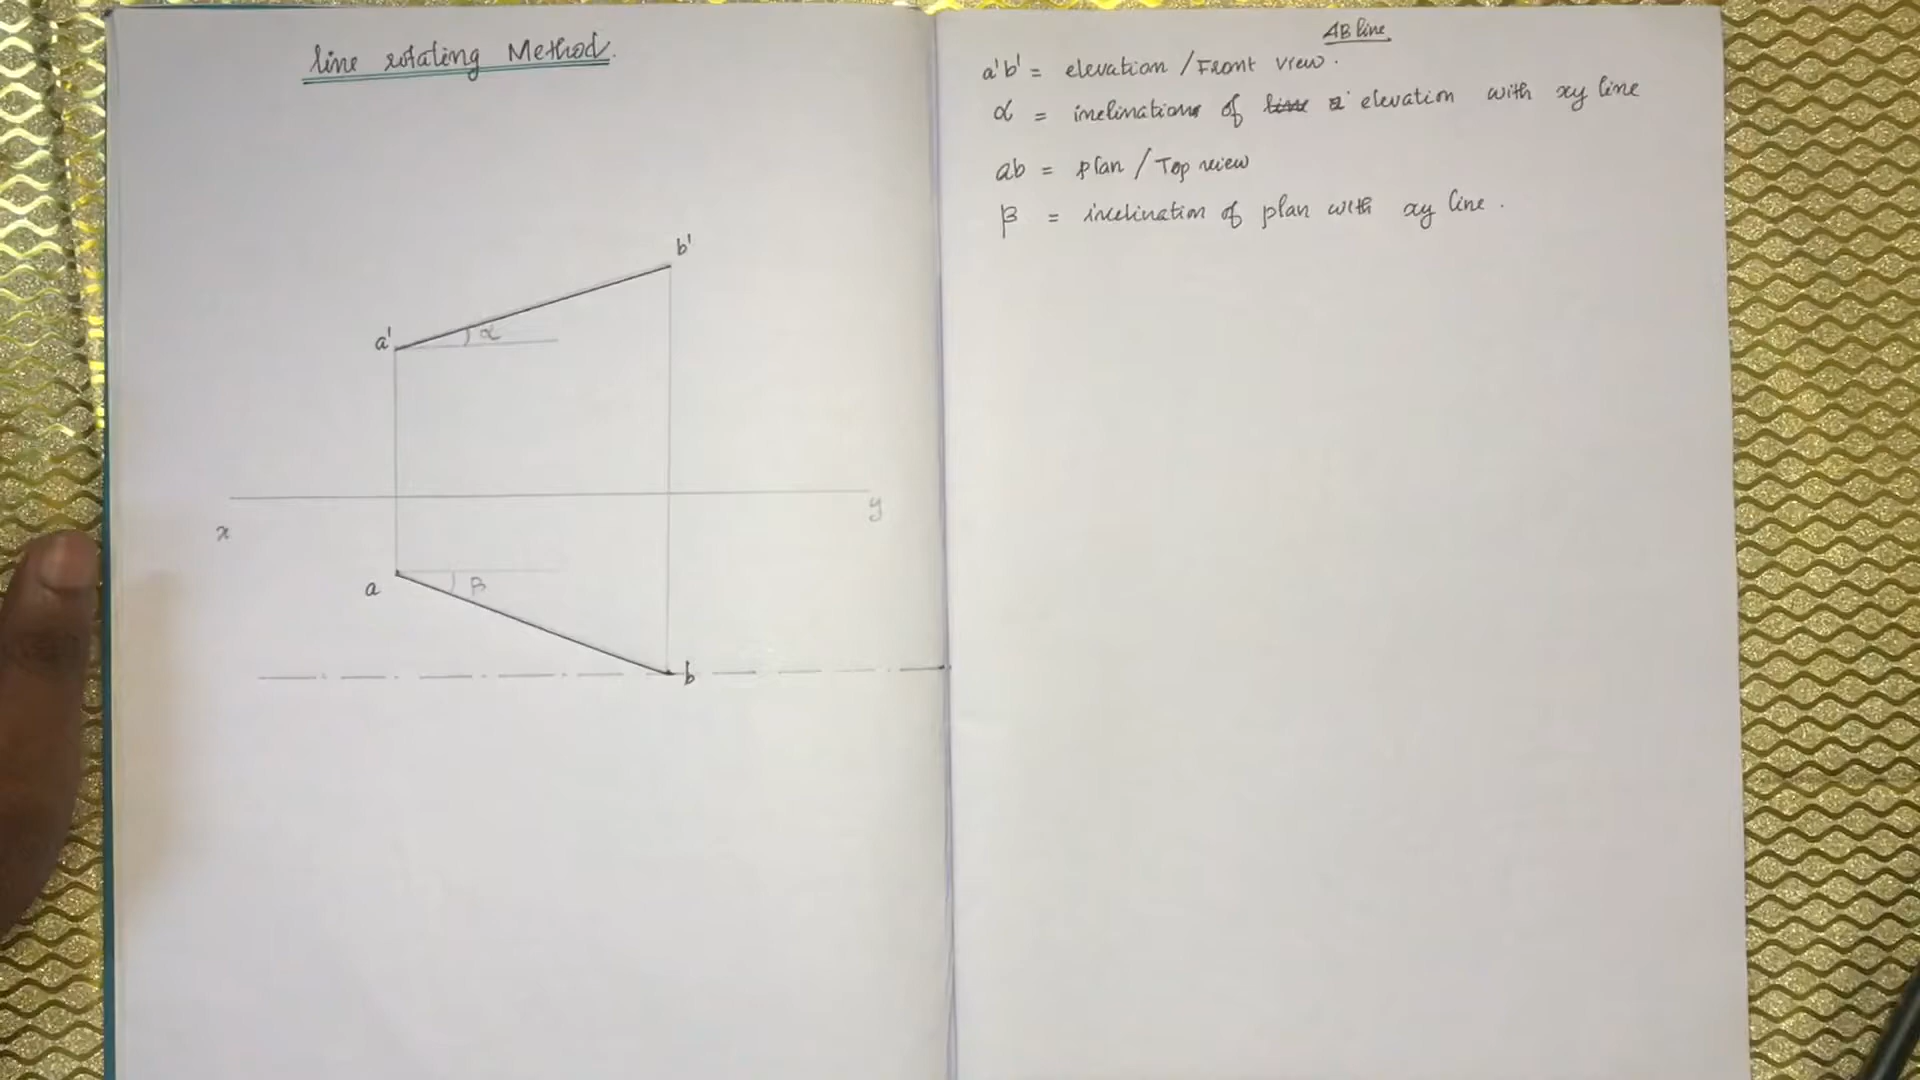 line rotating Method.
b'
a'
α
x
y
a
β
b
AB line
a'b' = elevation / Front view.
α = inclinations of line a' elevation with xy line
ab = plan / Top view
β = inclination of plan with xy line.